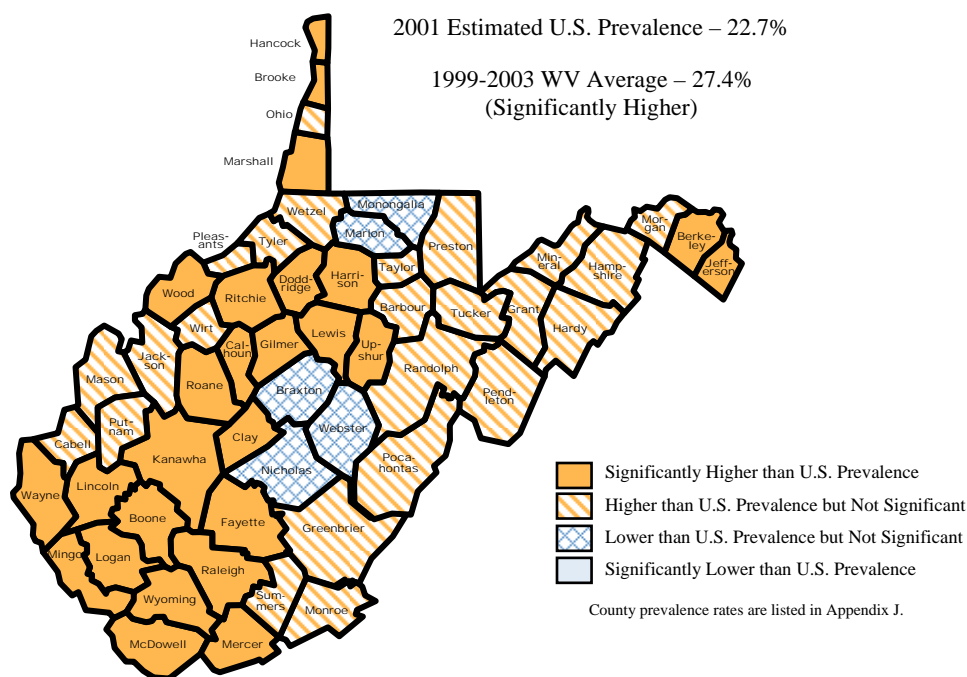 2001 Estimated U.S. Prevalence – 22.7%
1999-2003 WV Average – 27.4%
(Significantly Higher)
Hancock
Brooke
Ohio
Marshall
Wetzel
Monongalla
Marion
Pleas-
ants
Tyler
Preston
Taylor
Mor-
gan
Berke-
ley
Jeff-
erson
Min-
eral
Hamp-
shire
Wood
Ritchie
Dodd-
ridge
Harri-
son
Barbour
Tucker
Grant
Hardy
Wirt
Cal-
houn
Gilmer
Lewis
Up-
shur
Randolph
Pend-
leton
Jack-
son
Mason
Roane
Braxton
Webster
Put-
nam
Cabell
Kanawha
Clay
Nicholas
Poca-
hontas
Wayne
Lincoln
Boone
Fayette
Greenbrier
Mingo
Logan
Raleigh
Wyoming
Sum-
mers
Monroe
McDowell
Mercer
Significantly Higher than U.S. Prevalence
Higher than U.S. Prevalence but Not Significant
Lower than U.S. Prevalence but Not Significant
Significantly Lower than U.S. Prevalence
County prevalence rates are listed in Appendix J.